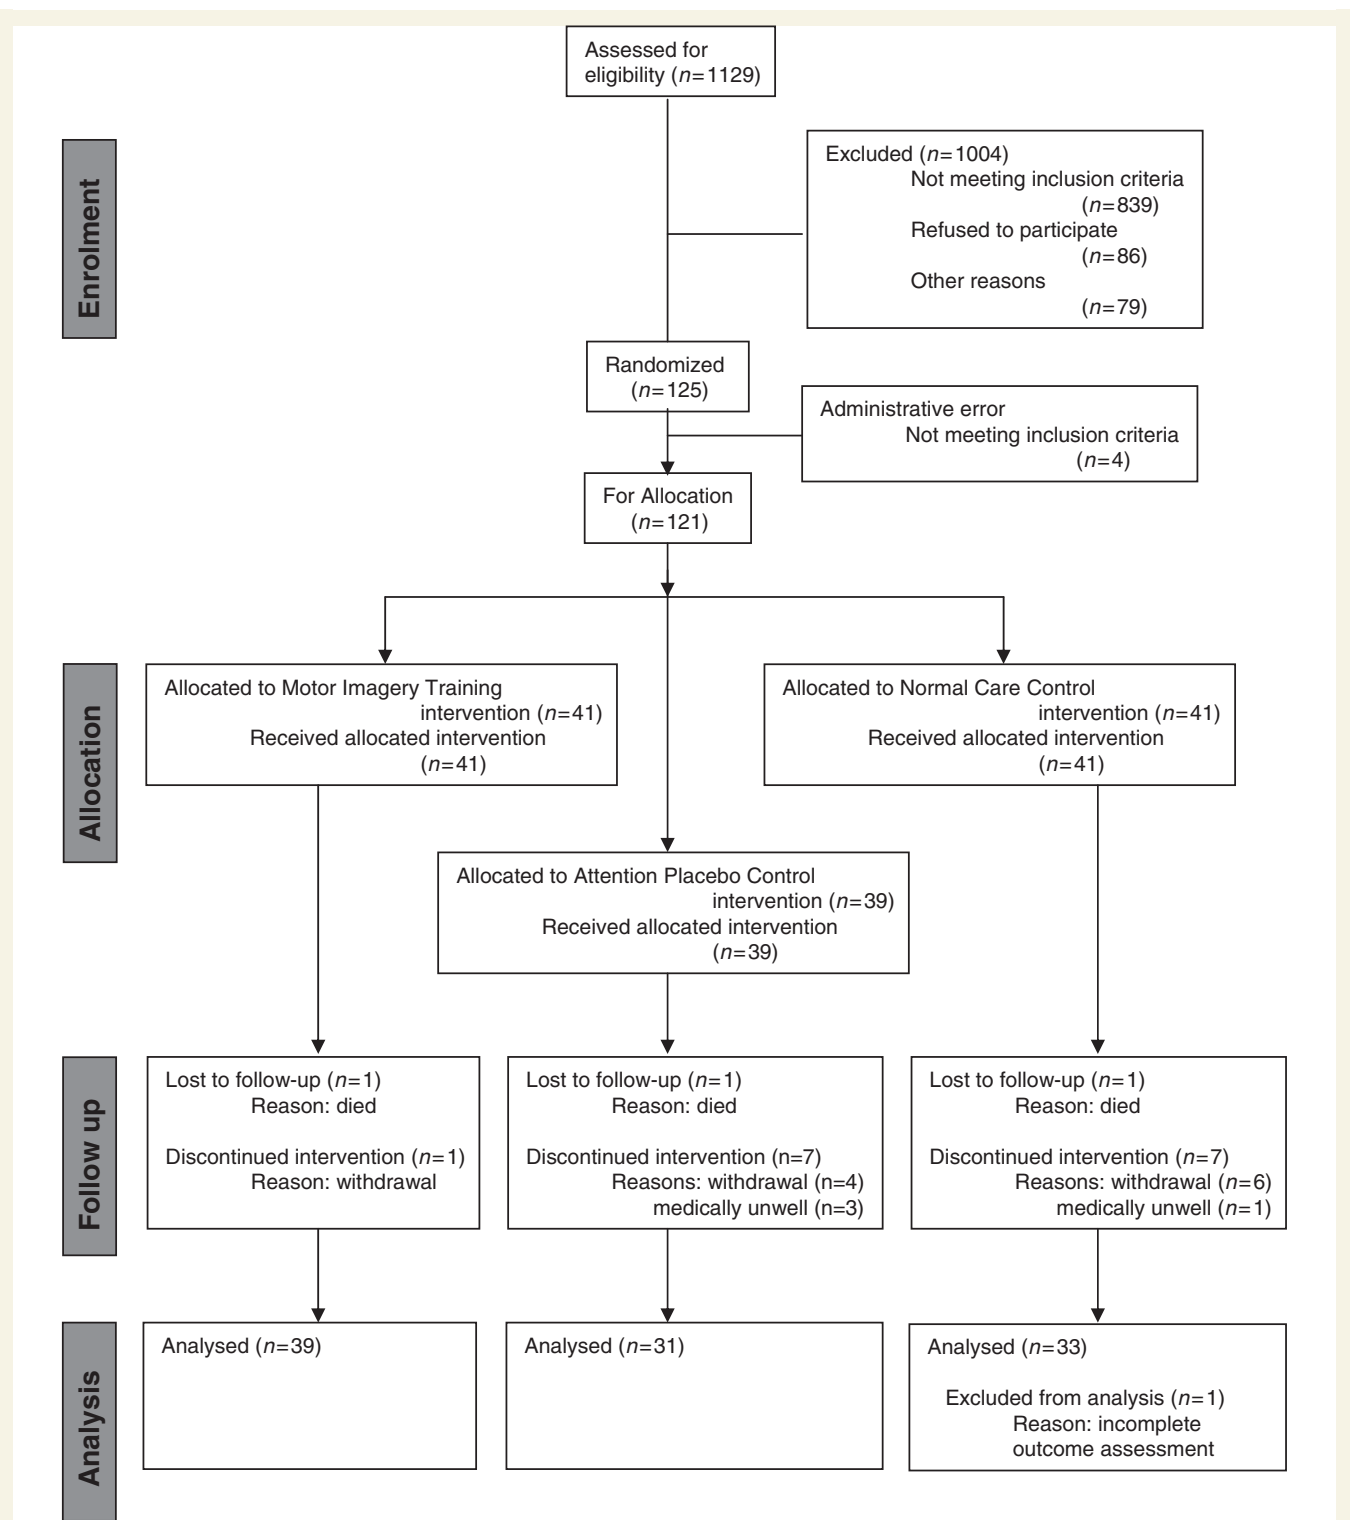 Assessed for
eligibility (n=1129)
Enrolment
Excluded (n=1004)
Not meeting inclusion criteria
(n=839)
Refused to participate
(n=86)
Other reasons
(n=79)
Randomized
(n=125)
Administrative error
Not meeting inclusion criteria
(n=4)
For Allocation
(n=121)
Allocation
Allocated to Motor Imagery Training
intervention (n=41)
Received allocated intervention
(n=41)
Allocated to Normal Care Control
intervention (n=41)
Received allocated intervention
(n=41)
Allocated to Attention Placebo Control
intervention (n=39)
Received allocated intervention
(n=39)
Follow up
Lost to follow-up (n=1)
Reason: died
Discontinued intervention (n=1)
Reason: withdrawal
Lost to follow-up (n=1)
Reason: died
Discontinued intervention (n=7)
Reasons: withdrawal (n=4)
medically unwell (n=3)
Lost to follow-up (n=1)
Reason: died
Discontinued intervention (n=7)
Reasons: withdrawal (n=6)
medically unwell (n=1)
Analysis
Analysed (n=39)
Analysed (n=31)
Analysed (n=33)
Excluded from analysis (n=1)
Reason: incomplete
outcome assessment